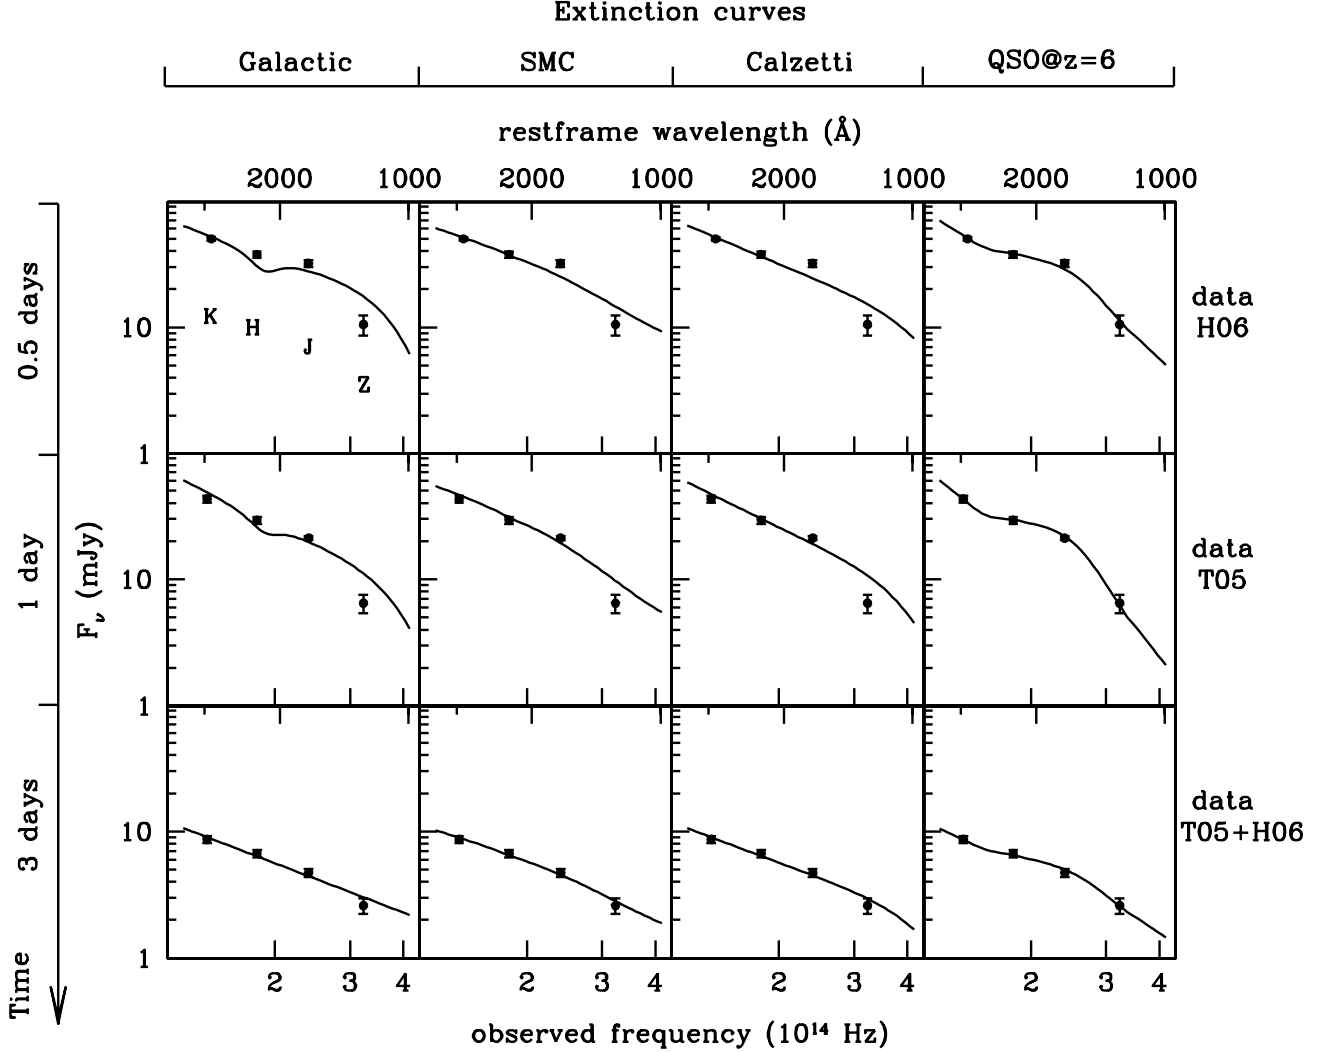 Extinction curves
Galactic SMC Calzetti QSO@z=6
restframe wavelength (Å)
2000 1000 2000 1000 2000 1000 2000 1000
0.5 days
10
1
K
H
J
Z
data
H06
1 day
Fν (mJy)
10
1
data
T05
3 days
10
1
data
T05+H06
Time
2 3 4 2 3 4 2 3 4 2 3 4
observed frequency (10¹⁴ Hz)